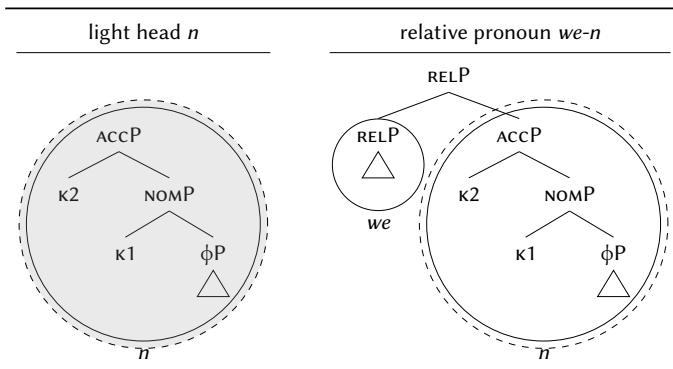 light head n relative pronoun we-n
RELP
ACCP RELP ACCP
K2 NOMP K2 NOMP
we
K1 ϕP K1 ϕP
n n